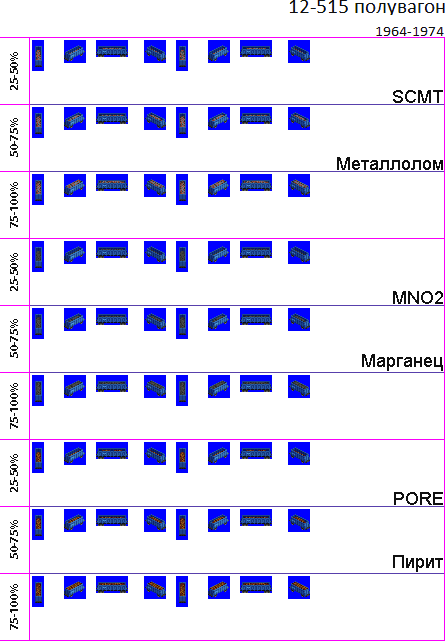 12-515 полувагон
1964-1974
25-50%
SCMT
50-75%
Металлолом
75-100%
25-50%
MNO2
50-75%
Марганец
75-100%
25-50%
PORE
50-75%
Пирит
75-100%